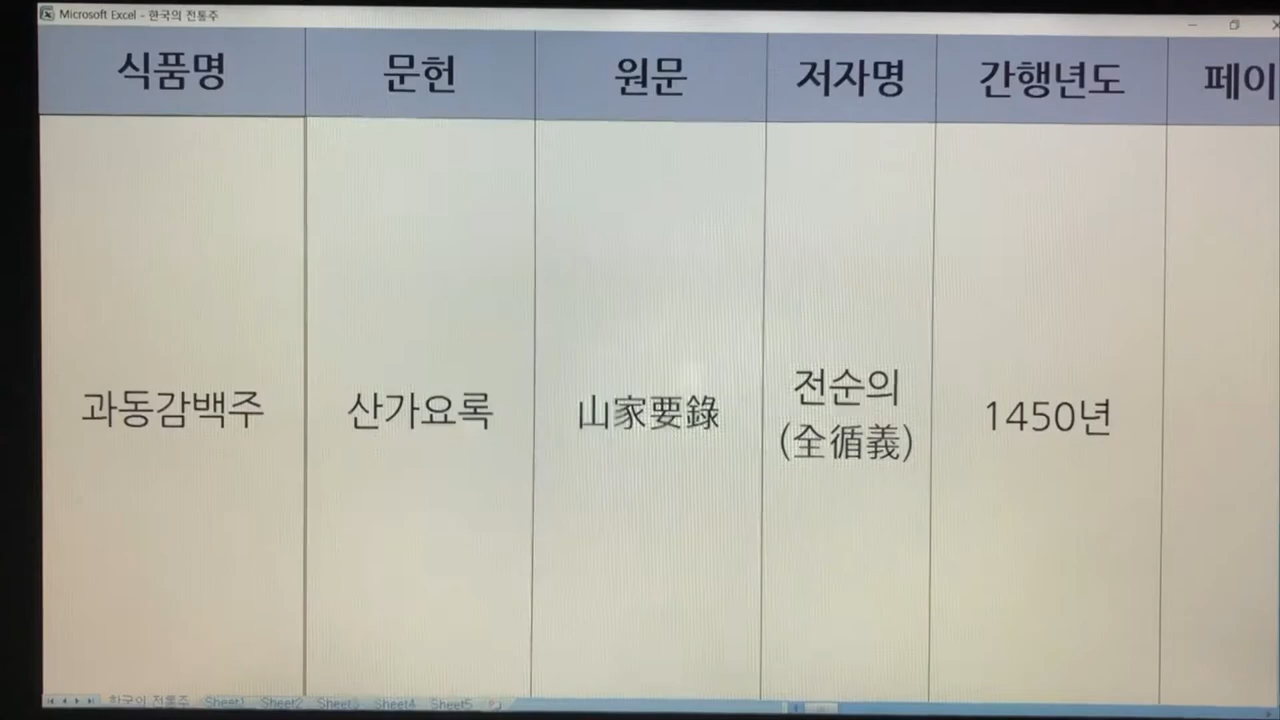 Microsoft Excel - 한국의 전통주
식품명 문헌 원문 저자명 간행년도 페이
과동감백주 산가요록 山家要錄 전순의 (全循義) 1450년
한국의 전통주 Sheet1 Sheet2 Sheet3 Sheet4 Sheet5